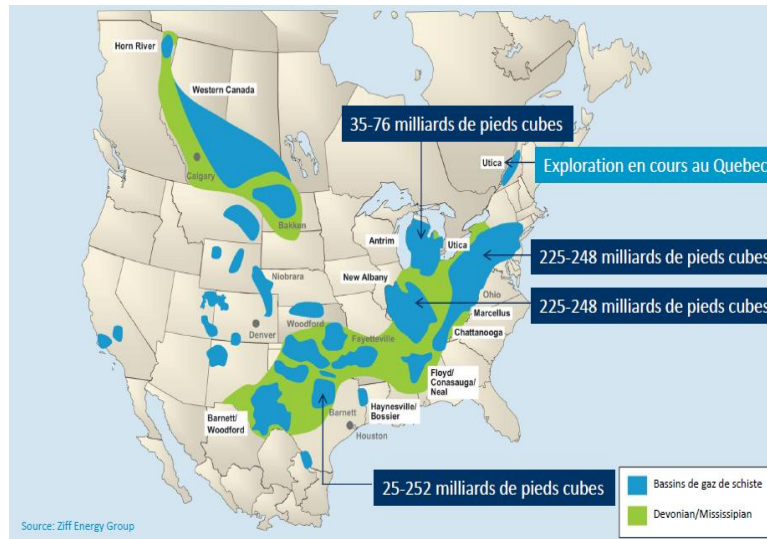 Horn River
Western Canada
35-76 milliards de pieds cubes
Utica
Exploration en cours au Quebec
Calgary
Bakken
Antrim
Utica
225-248 milliards de pieds cubes
New Albany
Niobrara
Ohio
225-248 milliards de pieds cubes
Marcellus
Woodford
Denver
Fayetteville
Chattanooga
Floyd/
Conasauga/
Neal
Barnett/
Woodford
Barnett
Haynesville/
Bossier
Houston
25-252 milliards de pieds cubes
Bassins de gaz de schiste
Devonian/Mississipian
Source: Ziff Energy Group